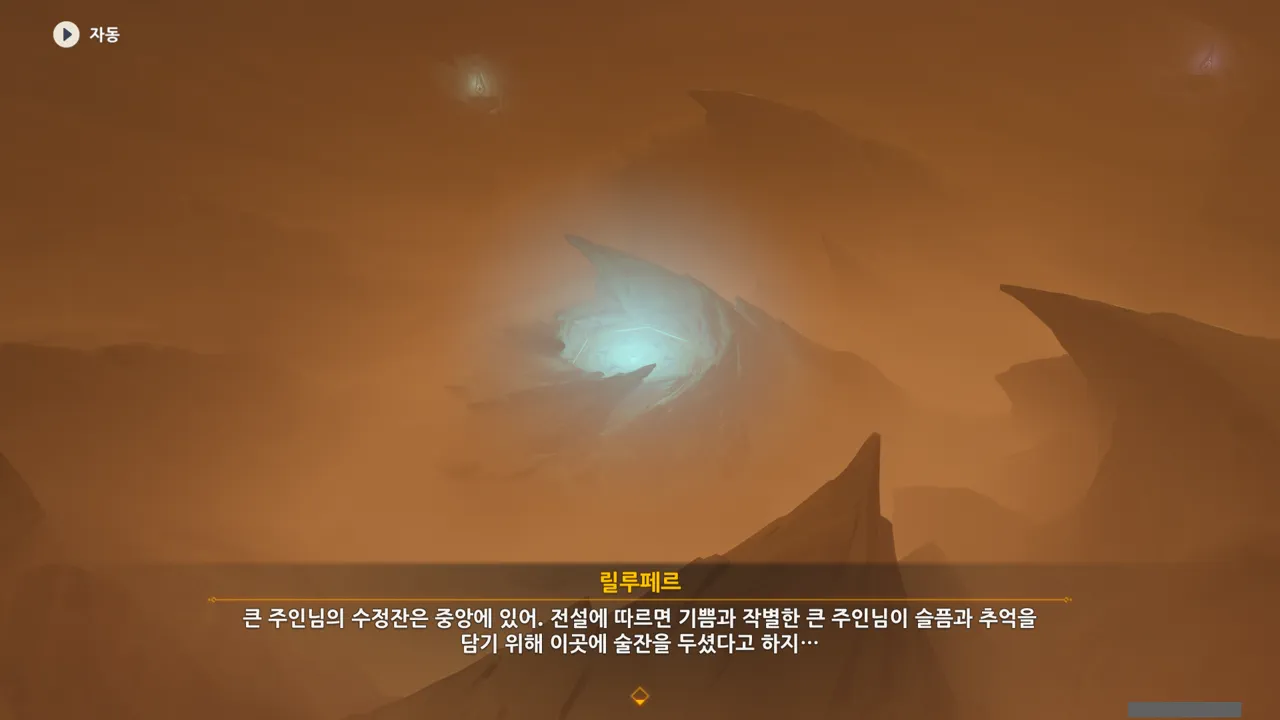 자동
릴루페르
큰 주인님의 수정잔은 중앙에 있어. 전설에 따르면 기쁨과 작별한 큰 주인님이 슬픔과 추억을
담기 위해 이곳에 술잔을 두셨다고 하지…